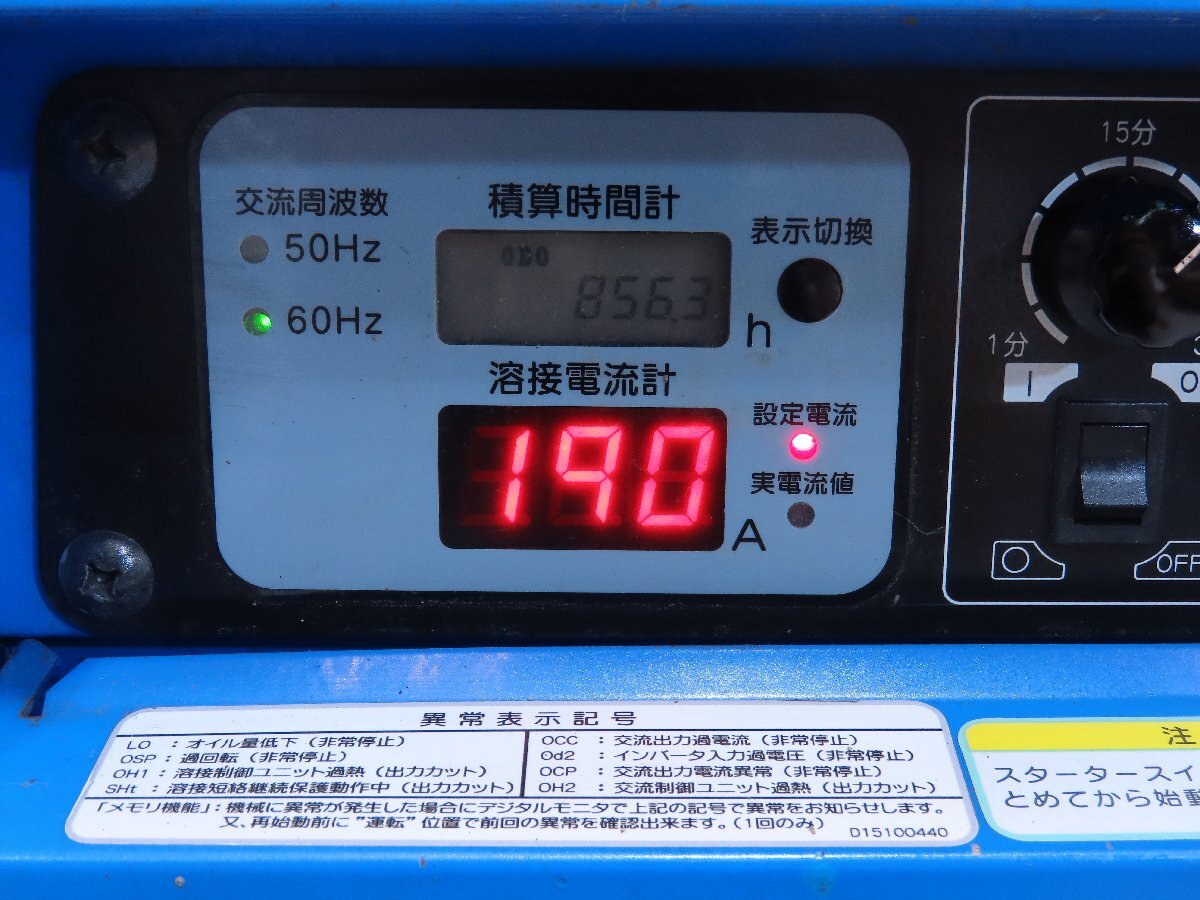 交流周波数
50Hz
60Hz
積算時間計
856.3
h
表示切換
溶接電流計
190
A
設定電流
実電流値
15分
1分
I
OFF
異常表示記号
LO : オイル量低下 (非常停止)
OSP : 過回転 (非常停止)
OH1 : 溶接制御ユニット過熱 (出力カット)
SHt : 溶接短絡継続保護動作中 (出力カット)
OCC : 交流出力過電流 (非常停止)
Od2 : インバータ入力過電圧 (非常停止)
OCP : 交流出力電流異常 (非常停止)
OH2 : 交流制御ユニット過熱 (出力カット)
「メモリ機能」: 機械に異常が発生した場合にデジタルモニタで上記の記号で異常をお知らせします。
又、再始動前に"運転"位置で前回の異常を確認出来ます。(1回のみ)
D15100440
注
スタータースイ
とめてから始動